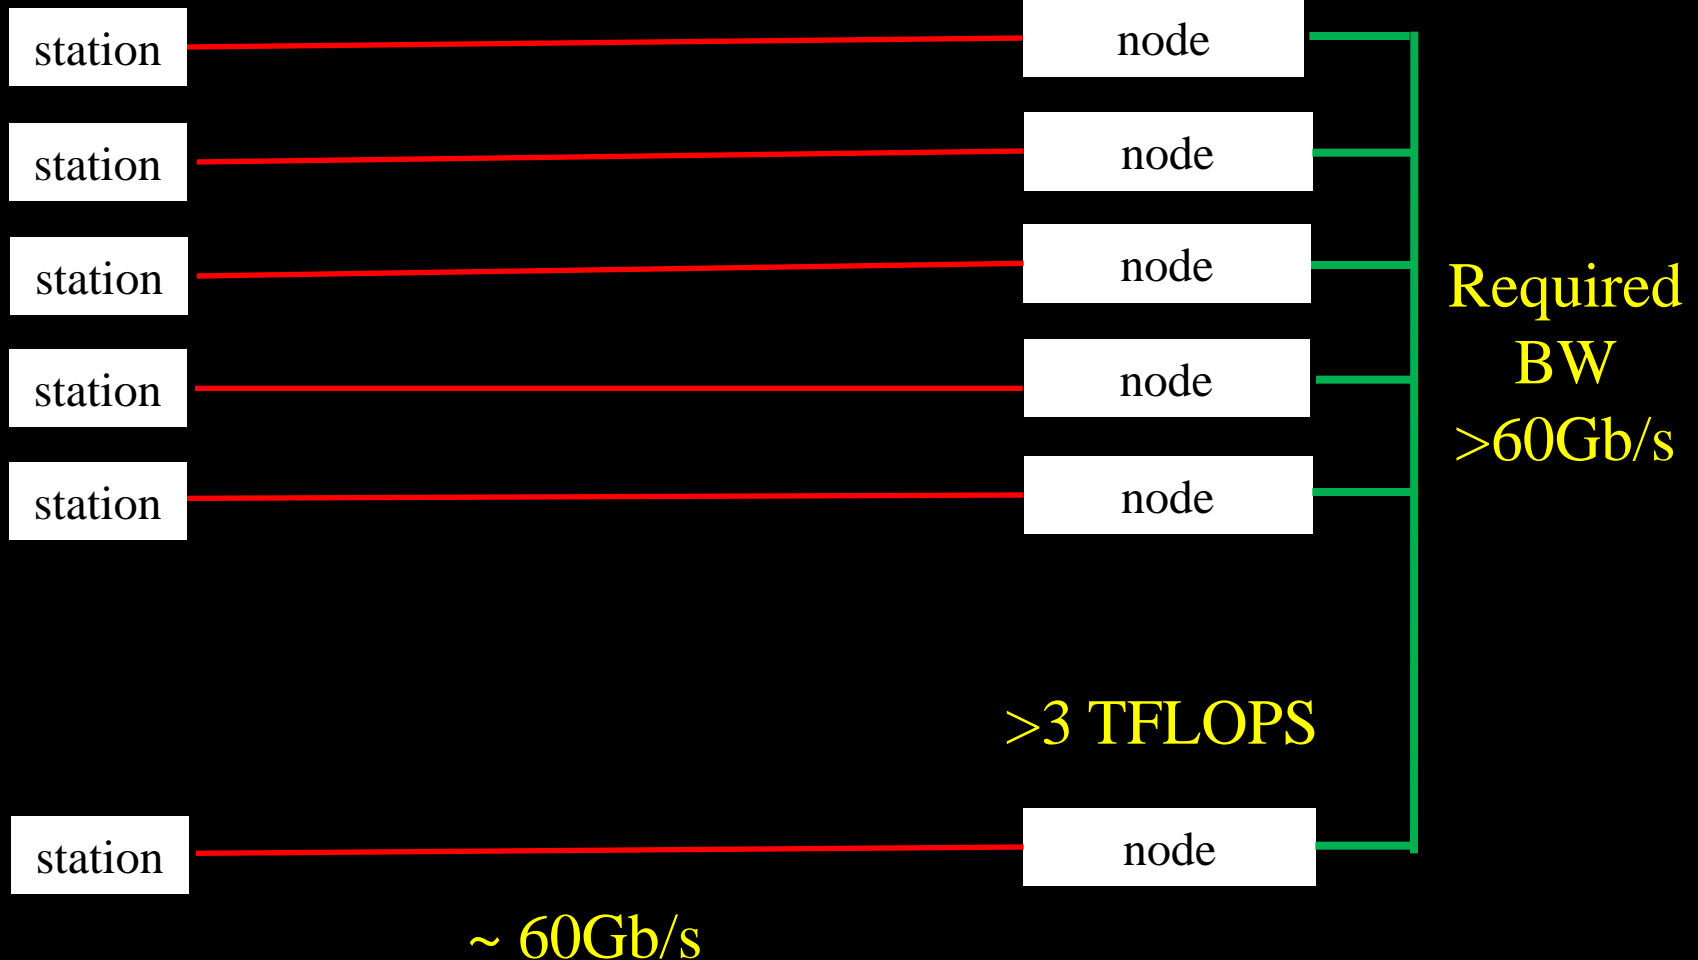 station
node
station
node
station
node
station
node
station
node
Required
BW
>60Gb/s
>3 TFLOPS
station
node
~ 60Gb/s